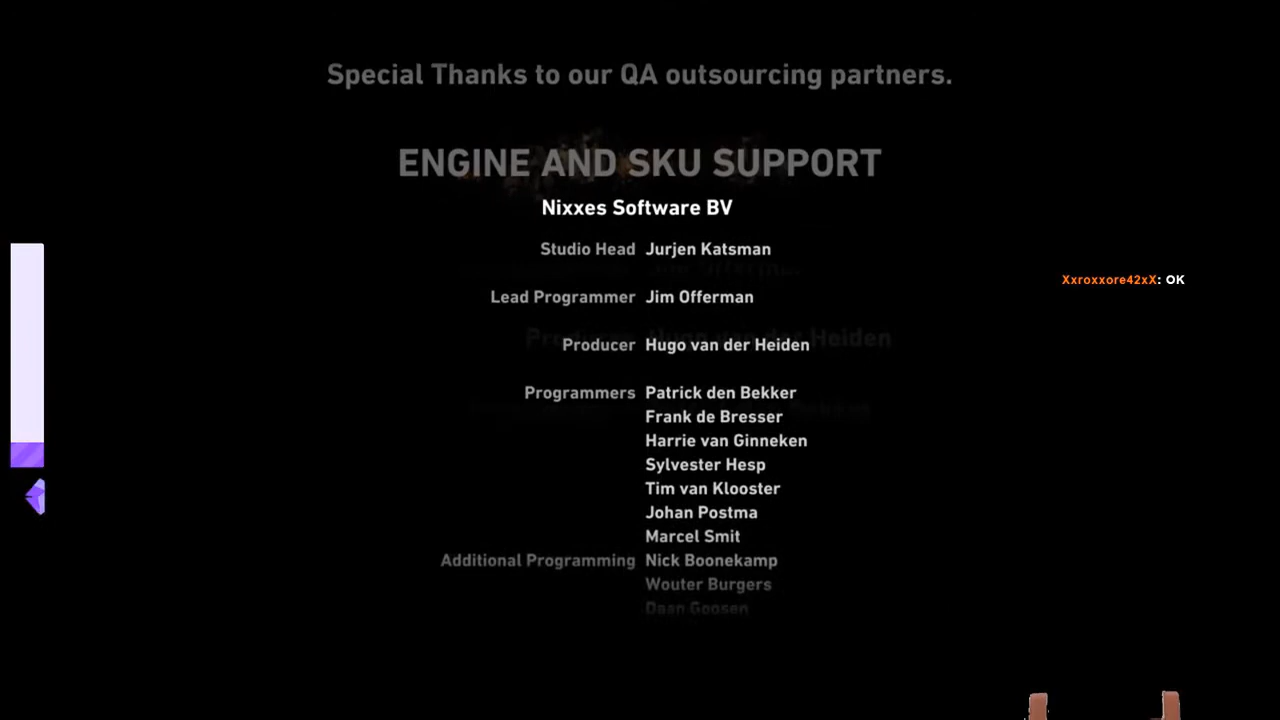 Special Thanks to our QA outsourcing partners.
ENGINE AND SKU SUPPORT
Nixxes Software BV
Studio Head Jurjen Katsman
Xxroxxore42xX: OK
Lead Programmer Jim Offerman
Producer Hugo van der Heiden
Programmers Patrick den Bekker
Frank de Bresser
Harrie van Ginneken
Sylvester Hesp
Tim van Klooster
Johan Postma
Marcel Smit
Additional Programming Nick Boonekamp
Wouter Burgers
Daan Goosen